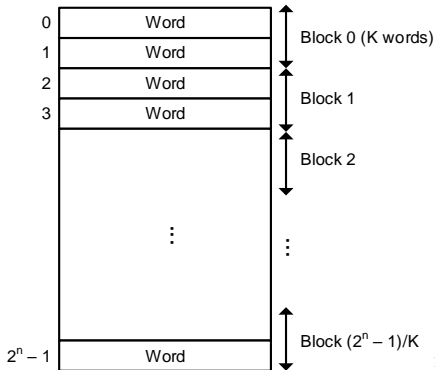 0 Word Block 0 (K words)
1 Word
2 Word Block 1
3 Word
Block 2
⋮ ⋮
Block (2ⁿ – 1)/K
2ⁿ – 1 Word